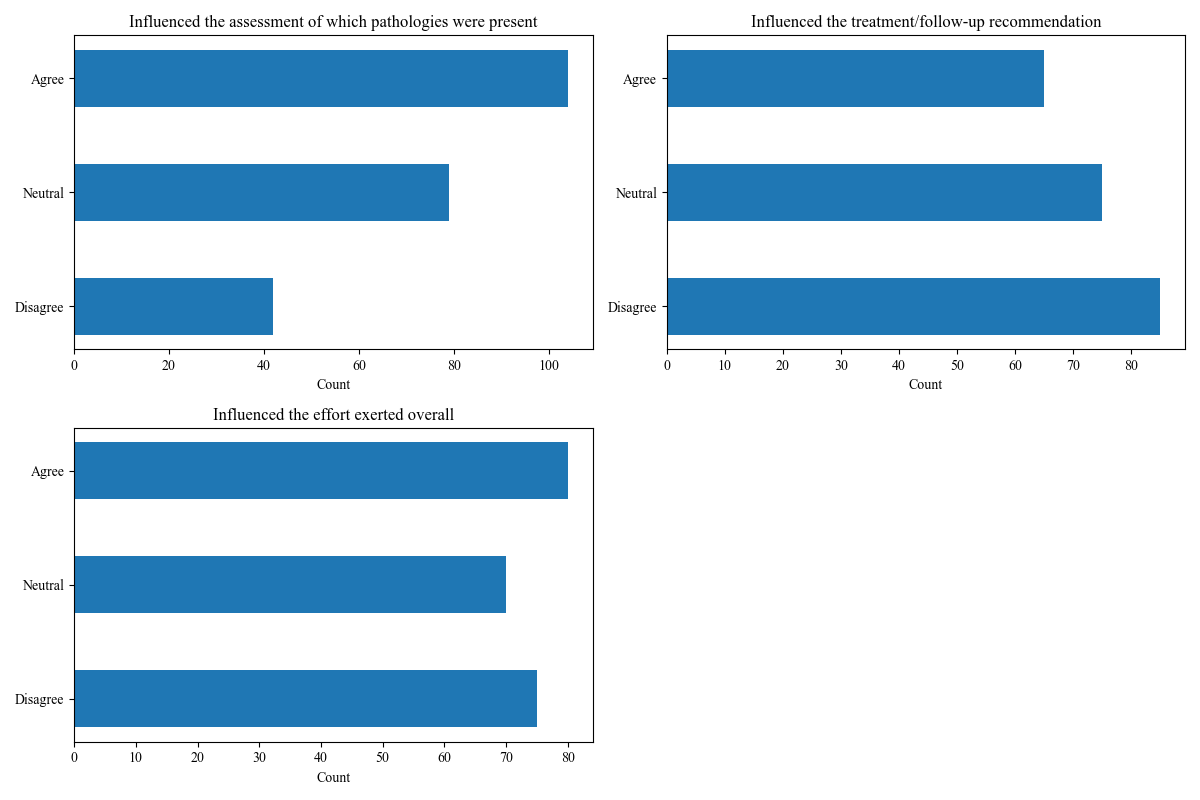 Influenced the assessment of which pathologies were present
Agree
Neutral
Disagree
0 20 40 60 80 100
Count
Influenced the treatment/follow-up recommendation
Agree
Neutral
Disagree
0 10 20 30 40 50 60 70 80
Count
Influenced the effort exerted overall
Agree
Neutral
Disagree
0 10 20 30 40 50 60 70 80
Count